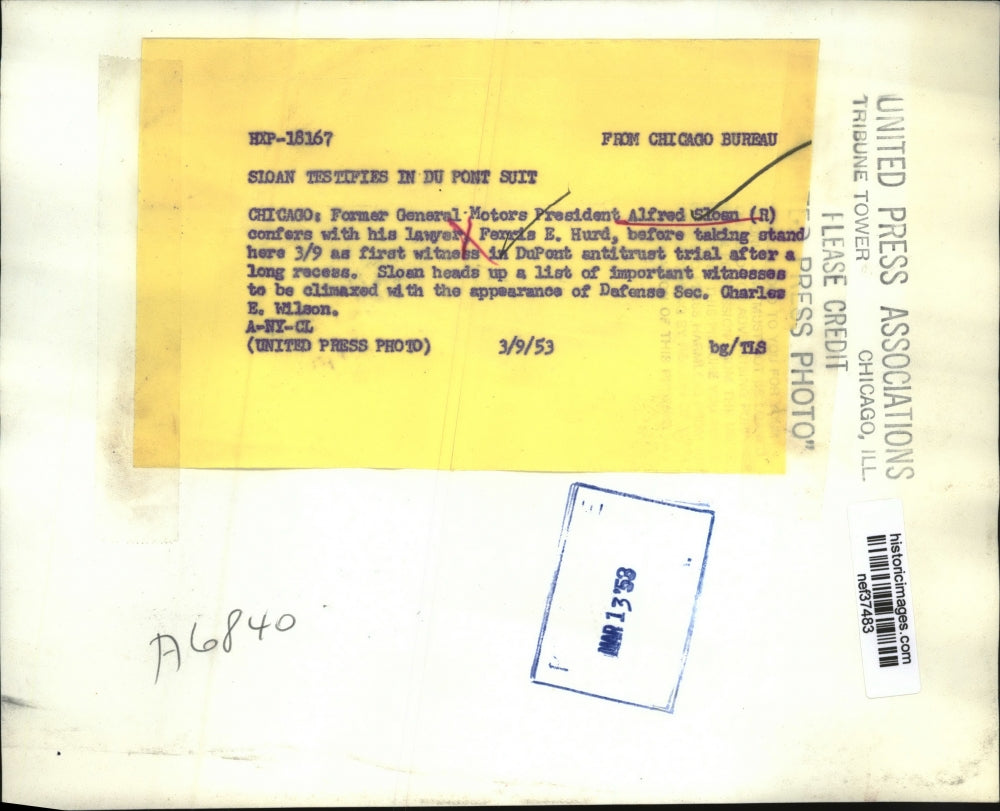 HXP-18167 FROM CHICAGO BUREAU
SLOAN TESTIFIES IN DU PONT SUIT
CHICAGO: Former General Motors President Alfred Sloan (R)
confers with his lawyer, Ferris E. Hurd, before taking stand
here 3/9 as first witness in DuPont antitrust trial after a
long recess. Sloan heads up a list of important witnesses
to be climaxed with the appearance of Defense Sec. Charles
E. Wilson.
A-NY-CL
(UNITED PRESS PHOTO) 3/9/53 bg/TLS
UNITED PRESS ASSOCIATIONS
TRIBUNE TOWER CHICAGO, ILL.
PLEASE CREDIT
PRESS PHOTO"
MAR 13 '53
A6840
historicimages.com
nef37483